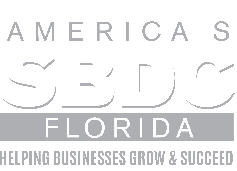 AMERICA S
SBDC
FLORIDA
HELPING BUSINESSES GROW & SUCCEED